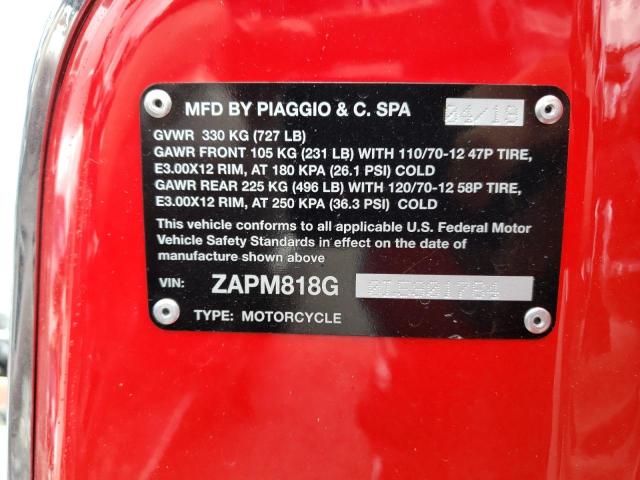 MFD BY PIAGGIO & C. SPA 04/18
GVWR 330 KG (727 LB)
GAWR FRONT 105 KG (231 LB) WITH 110/70-12 47P TIRE,
E3.00X12 RIM, AT 180 KPA (26.1 PSI) COLD
GAWR REAR 225 KG (496 LB) WITH 120/70-12 58P TIRE,
E3.00X12 RIM, AT 250 KPA (36.3 PSI) COLD
This vehicle conforms to all applicable U.S. Federal Motor
Vehicle Safety Standards in effect on the date of
manufacture shown above
VIN: ZAPM818G
TYPE: MOTORCYCLE